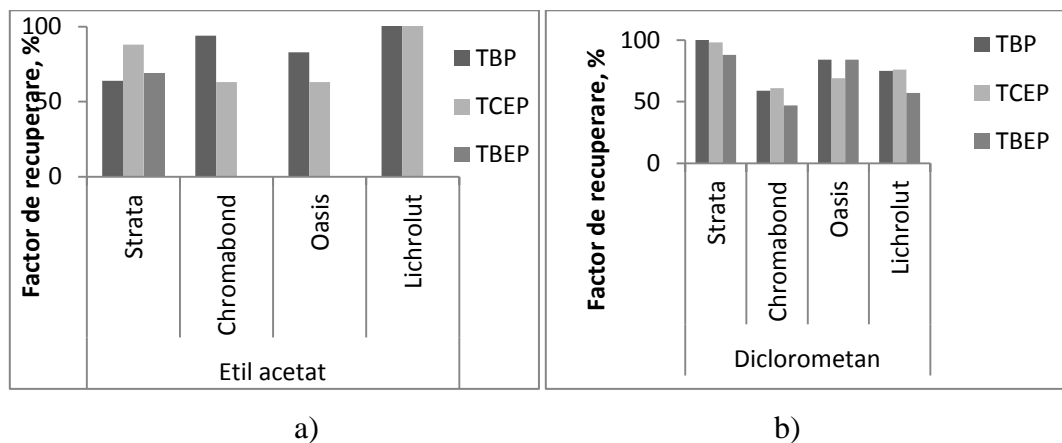 Factor de recuperare, %
100
50
0
Strata
Chromabond
Oasis
Lichrolut
Etil acetat
TBP
TCEP
TBEP
a)
Factor de recuperare, %
100
50
0
Strata
Chromabond
Oasis
Lichrolut
Diclorometan
TBP
TCEP
TBEP
b)